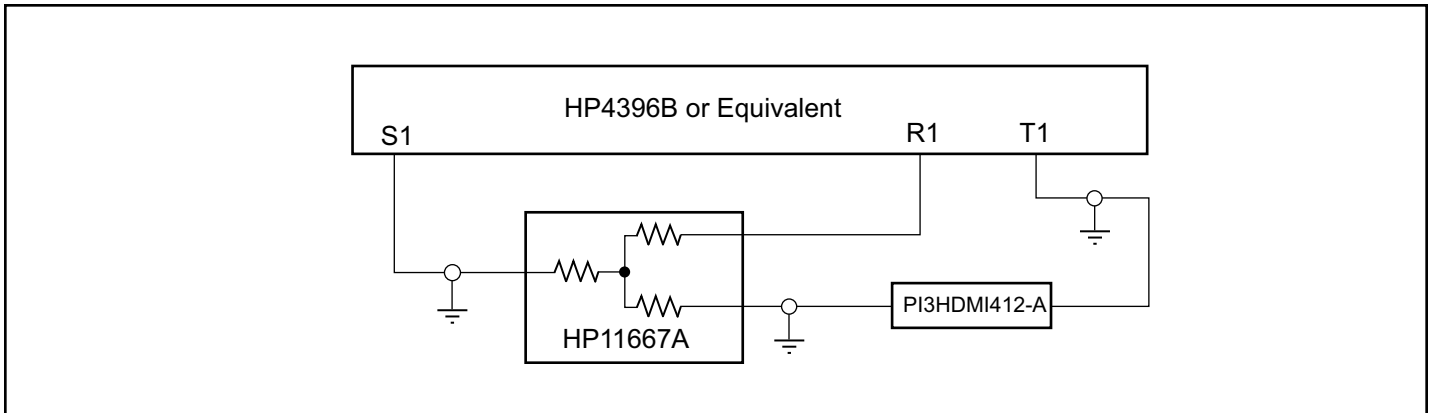 HP4396B or Equivalent
S1
R1
T1
PI3HDMI412-A
HP11667A